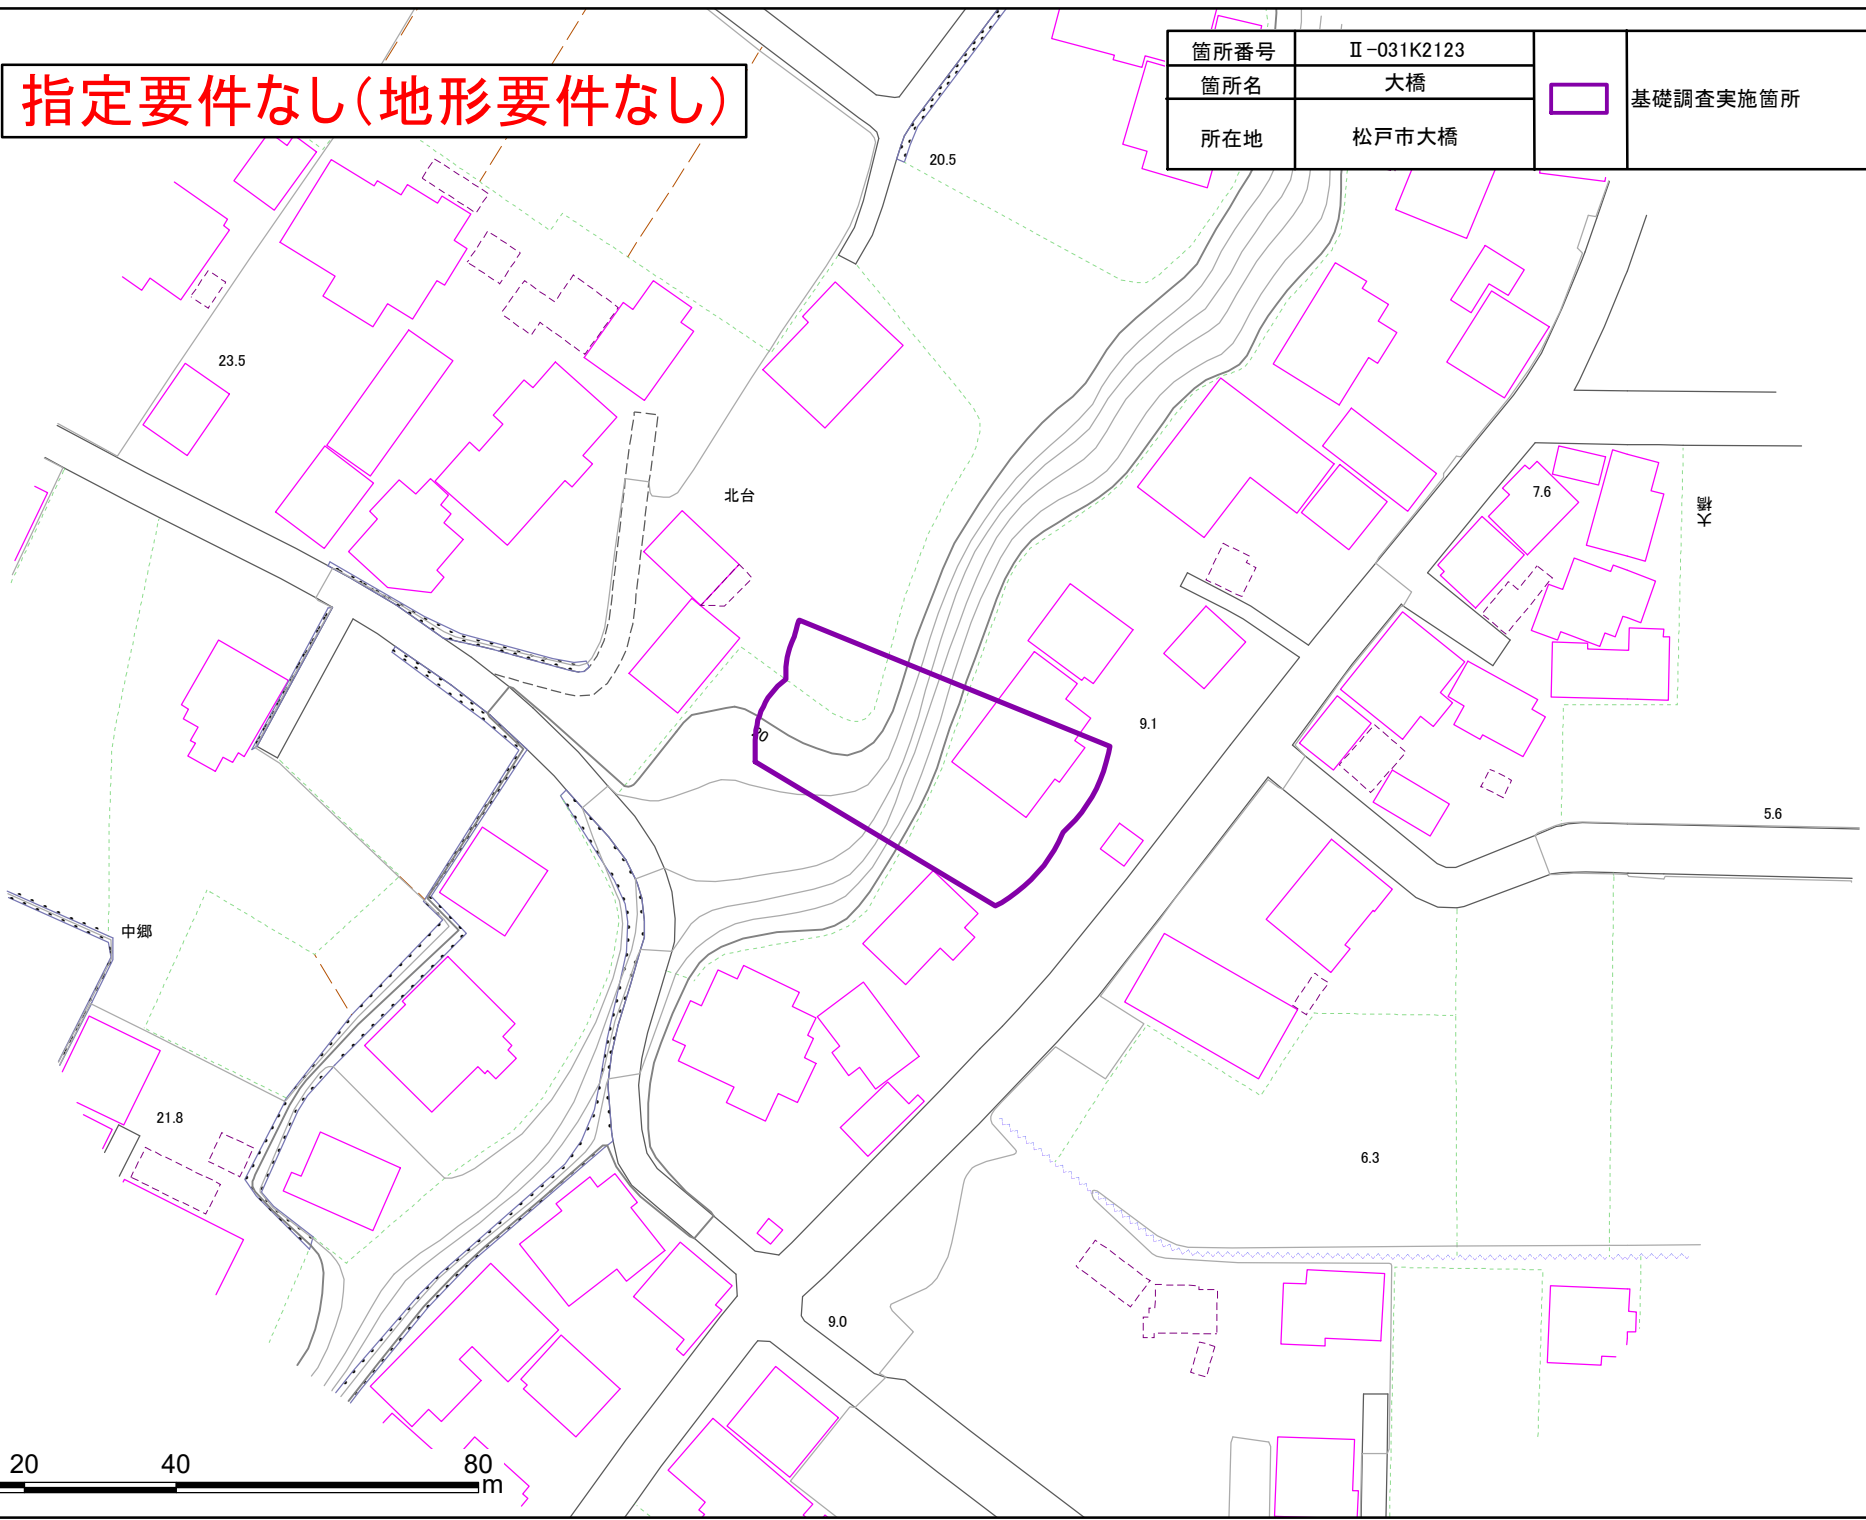 指定要件なし(地形要件なし)
箇所番号 Ⅱ-031K2123
箇所名 大橋
所在地 松戸市大橋
基礎調査実施箇所
20.5
23.5
北台
7.6
大橋
20
9.1
5.6
中郷
21.8
6.3
9.0
20 40 80
m